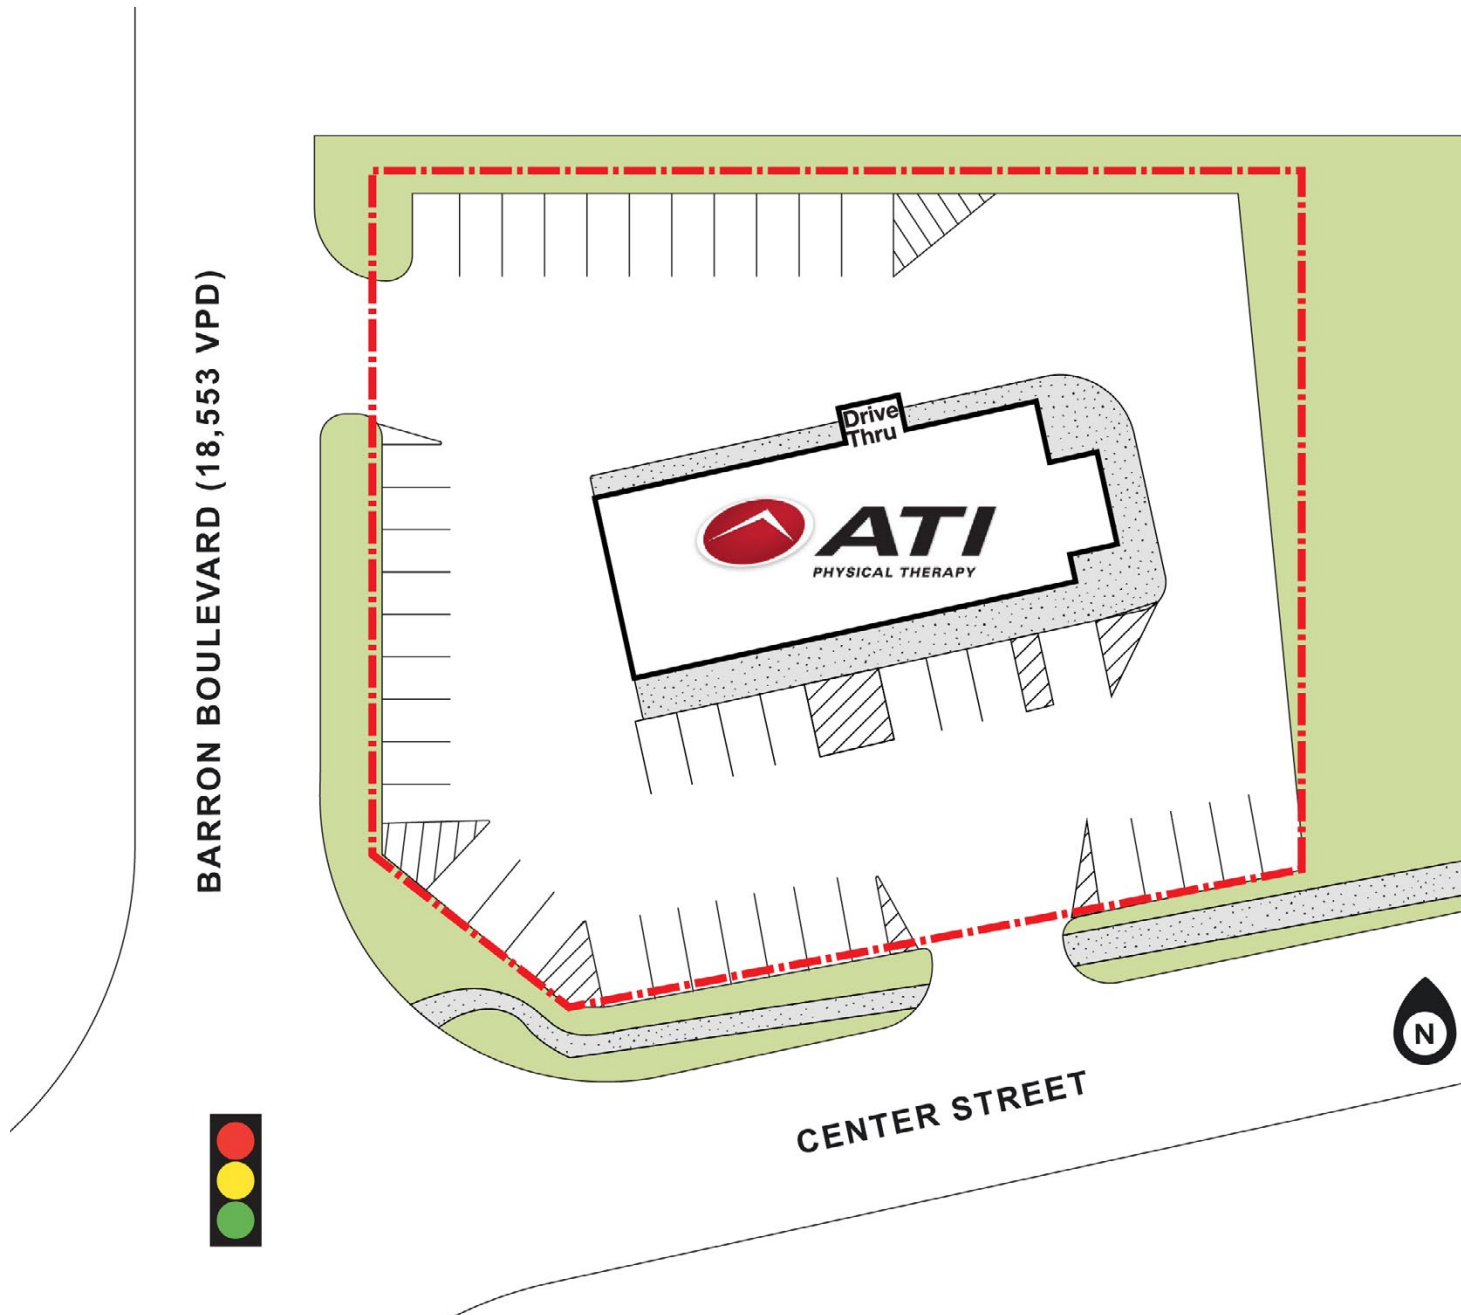 BARRON BOULEVARD (18,553 VPD)
Drive
Thru
ATI
PHYSICAL THERAPY
CENTER STREET
N